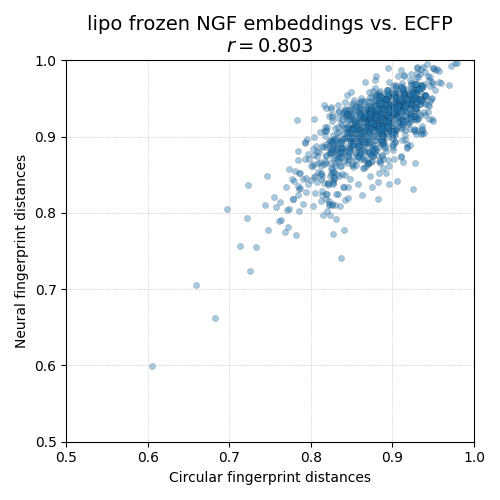 lipo frozen NGF embeddings vs. ECFP
r = 0.803
1.0
0.9
0.8
0.7
0.6
0.5
Neural fingerprint distances
0.5 0.6 0.7 0.8 0.9 1.0
Circular fingerprint distances